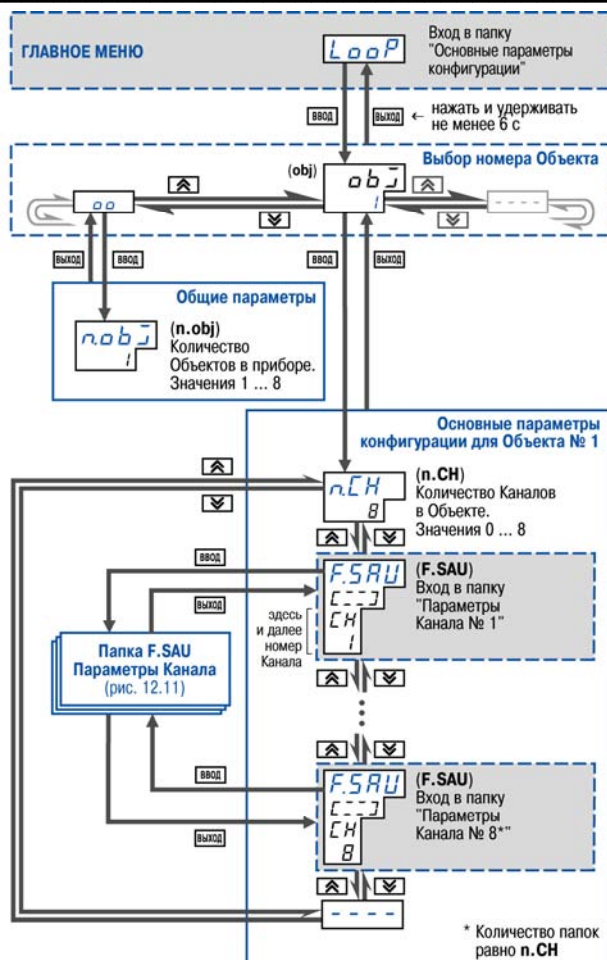 ГЛАВНОЕ МЕНЮ
LooP
Вход в папку
"Основные параметры
конфигурации"
ВВОД
ВЫХОД
← нажать и удерживать
не менее 6 с
Выбор номера Объекта
(obj)
obJ
1
oo
- - - -
ВЫХОД
ВВОД
ВВОД
ВЫХОД
Общие параметры
n.obJ
1
(n.obj)
Количество
Объектов в приборе.
Значения 1 ... 8
Основные параметры
конфигурации для Объекта № 1
n.CH
8
(n.CH)
Количество Каналов
в Объекте.
Значения 0 ... 8
ВВОД
ВЫХОД
F.SAU
[---]
CH
1
(F.SAU)
Вход в папку
"Параметры
Канала № 1"
здесь
и далее
номер
Канала
Папка F.SAU
Параметры Канала
(рис. 12.11)
ВВОД
ВЫХОД
F.SAU
[---]
CH
8
(F.SAU)
Вход в папку
"Параметры
Канала № 8*"
- - - -
* Количество папок
равно n.CH